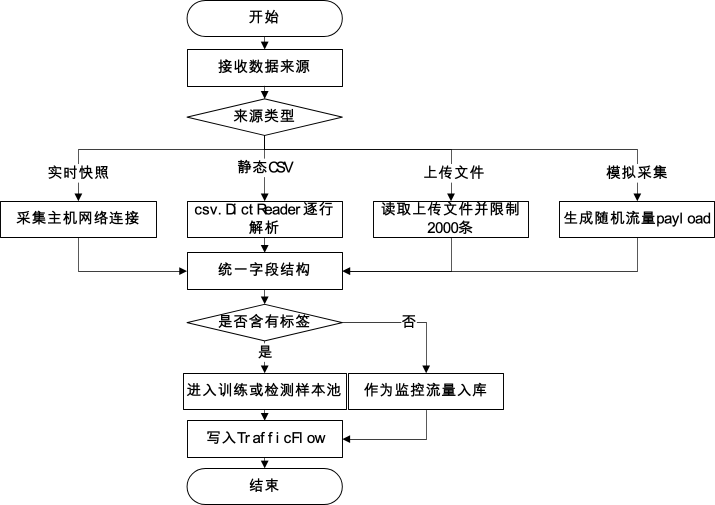 开始
接收数据来源
来源类型
实时快照
静态CSV
上传文件
模拟采集
采集主机网络连接
csv.DictReader逐行
解析
读取上传文件并限制
2000条
生成随机流量payload
统一字段结构
是否含有标签
否
是
进入训练或检测样本池
作为监控流量入库
写入TrafficFlow
结束